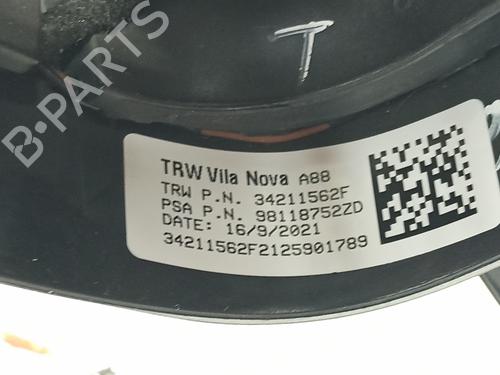 B-PARTS
T
TRW Vila Nova A88
TRW P.N. 34211562F
PSA P.N. 98118752ZD
DATE: 16/9/2021
34211562F2125901789